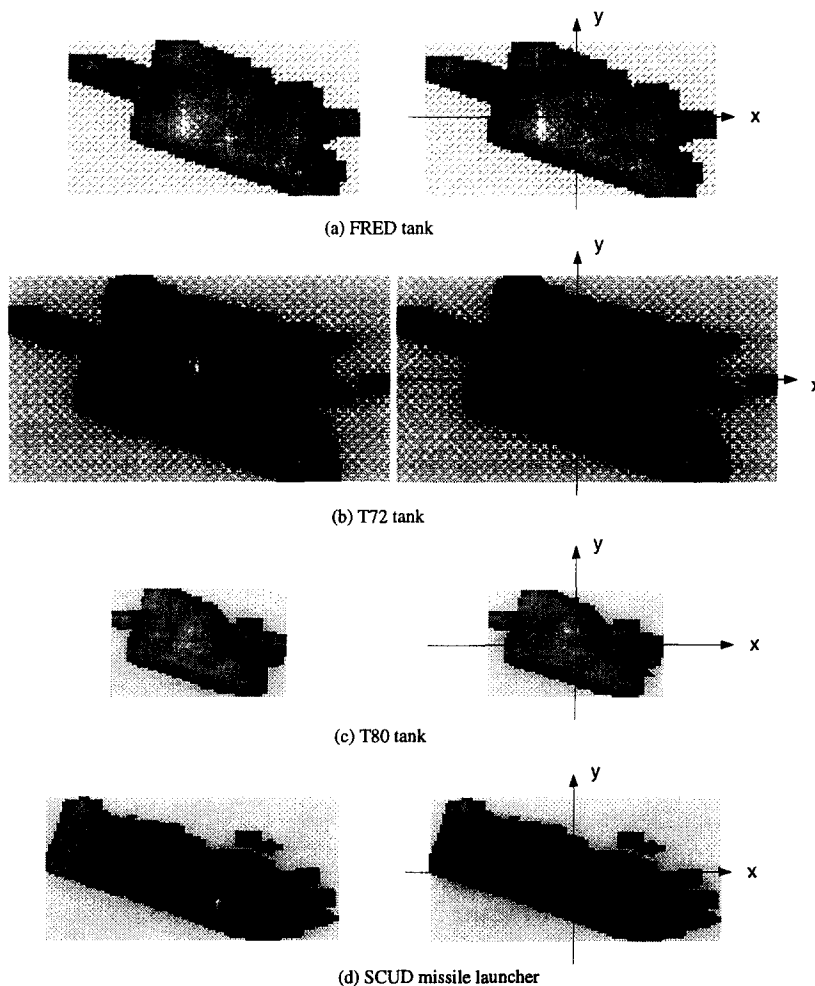 y
x
(a) FRED tank
y
x
(b) T72 tank
y
x
(c) T80 tank
y
x
(d) SCUD missile launcher